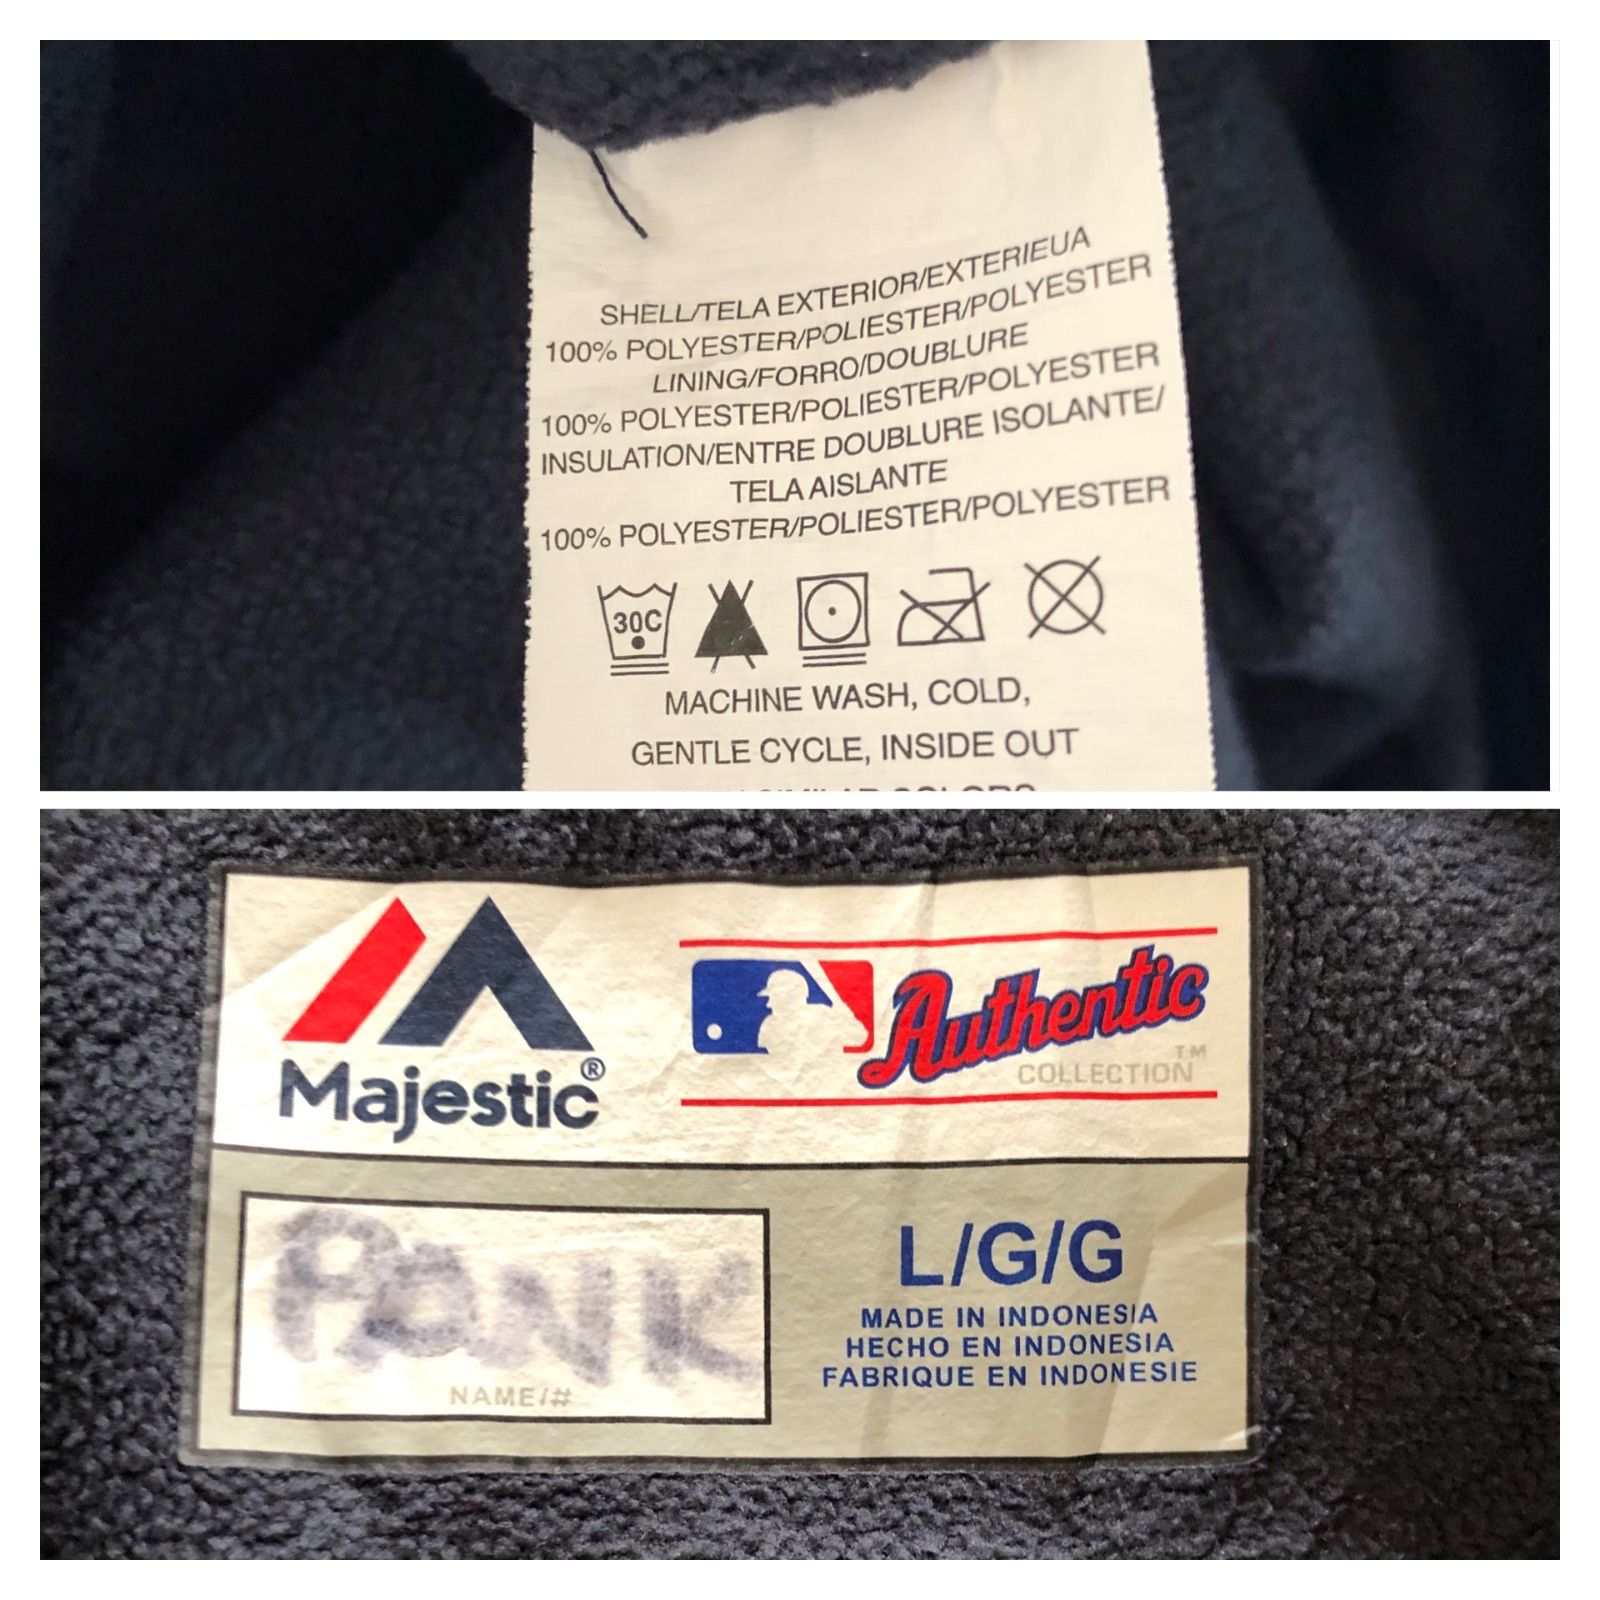 SHELL/TELA EXTERIOR/EXTERIEUA
100% POLYESTER/POLIESTER/POLYESTER
LINING/FORRO/DOUBLURE
100% POLYESTER/POLIESTER/POLYESTER
INSULATION/ENTRE DOUBLURE ISOLANTE/
TELA AISLANTE
100% POLYESTER/POLIESTER/POLYESTER
30C
MACHINE WASH, COLD,
GENTLE CYCLE, INSIDE OUT
SIMILAR COLORS
Majestic®
Authentic
COLLECTION™
NAME/#
L/G/G
MADE IN INDONESIA
HECHO EN INDONESIA
FABRIQUE EN INDONESIE